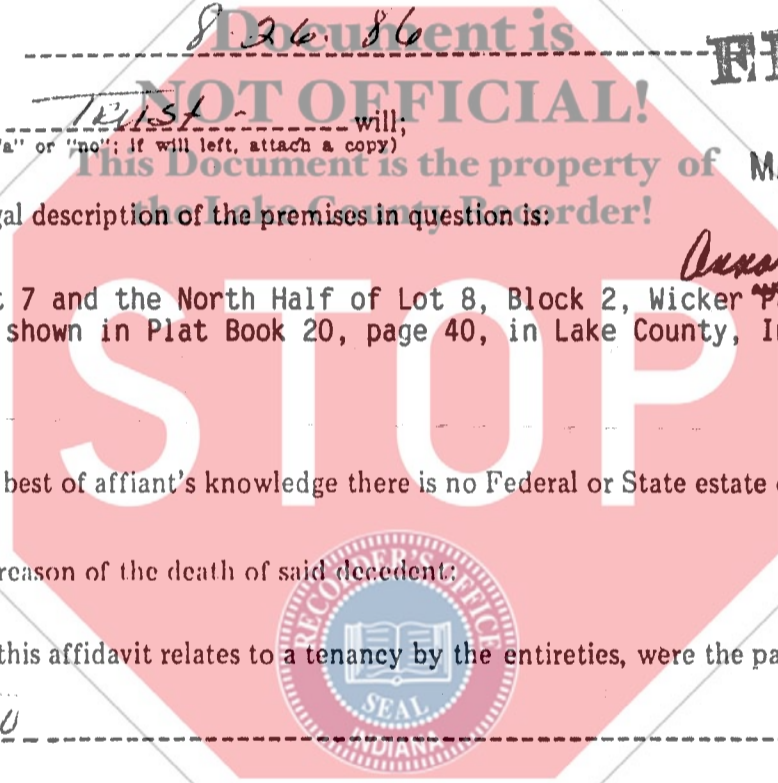 8.26.86
Document is
NOT OFFICIAL!
Trust will;
"a" or "no"; if will left, attach a copy)
This Document is the property of
the Lake County Recorder!
gal description of the premises in question is:
7 and the North Half of Lot 8, Block 2, Wicker
shown in Plat Book 20, page 40, in Lake County, In
STOP
best of affiant's knowledge there is no Federal or State estate
reason of the death of said decedent;
RECORDER'S OFFICE
this affidavit relates to a tenancy by the entireties, were the pa
SEAL
INDIANA